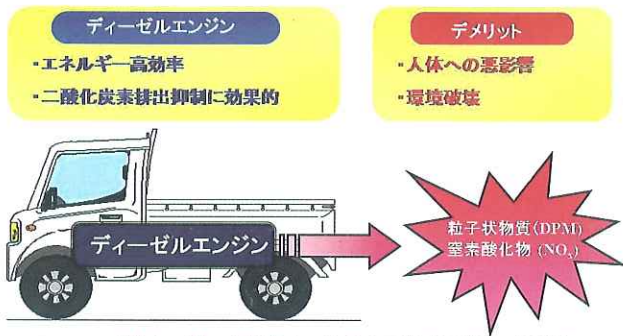 ディーゼルエンジン
・エネルギー高効率
・二酸化炭素排出抑制に効果的
デメリット
・人体への悪影響
・環境破壊
ディーゼルエンジン
粒子状物質(DPM)
窒素酸化物 (NOx)